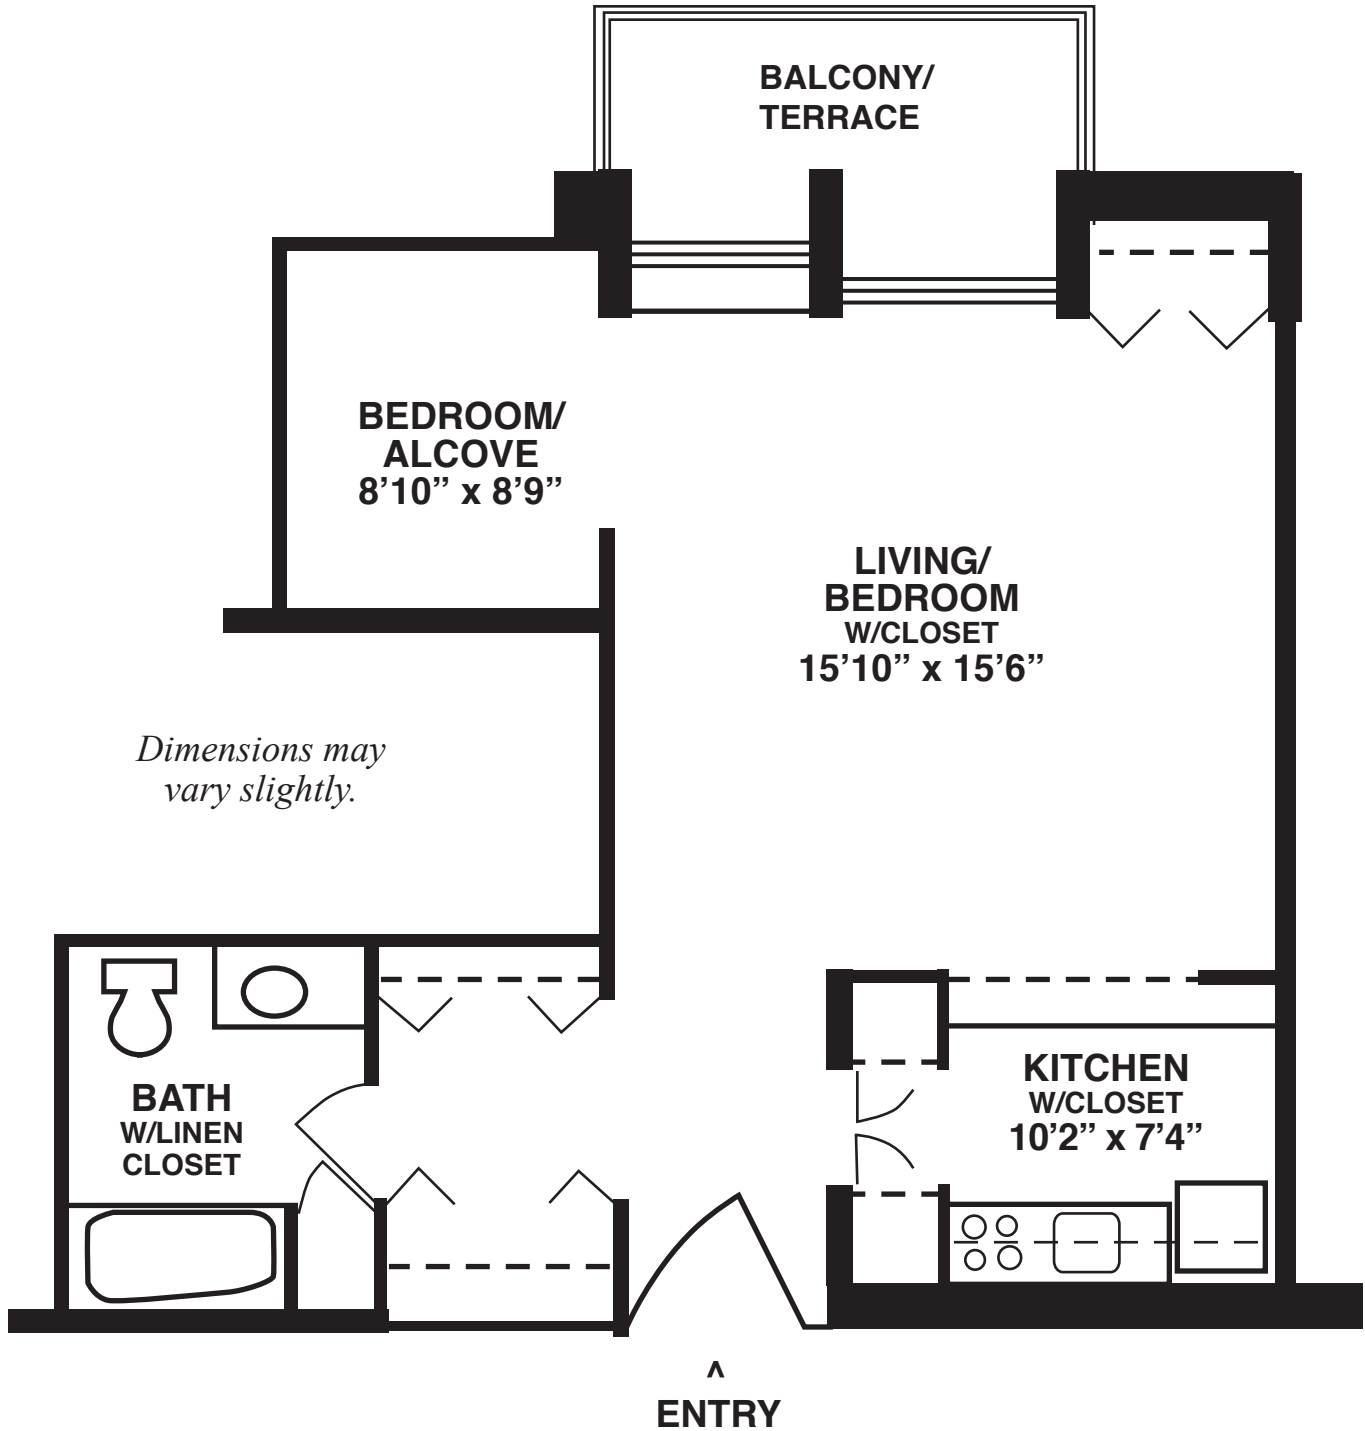 BALCONY/
TERRACE
BEDROOM/
ALCOVE
8’10” x 8’9”
LIVING/
BEDROOM
W/CLOSET
15’10” x 15’6”
Dimensions may
vary slightly.
BATH
W/LINEN
CLOSET
KITCHEN
W/CLOSET
10’2” x 7’4”
^
ENTRY